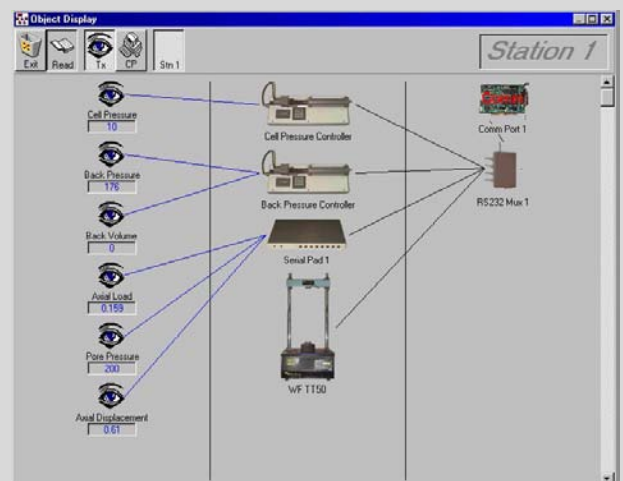 Object Display
Exit
Read
Tx
CP
Stn 1
Station 1
Cell Pressure
10
Back Pressure
176
Back Volume
0
Axial Load
0.159
Pore Pressure
200
Axial Displacement
0.61
Cell Pressure Controller
Back Pressure Controller
Serial Pad 1
WF TT50
Comm
Comm Port 1
RS232 Mux 1